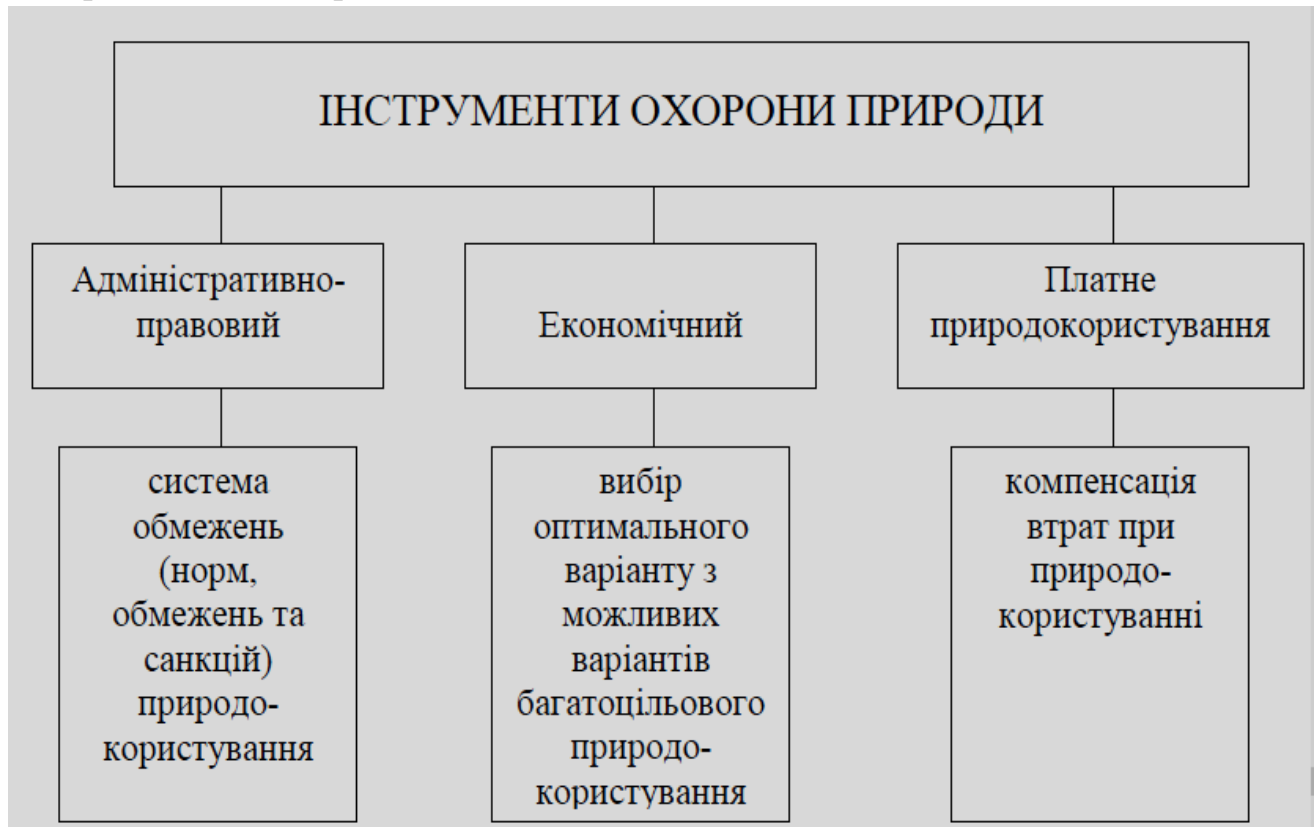 ІНСТРУМЕНТИ ОХОРОНИ ПРИРОДИ
Адміністративно-
правовий
Економічний
Платне
природокористування
система
обмежень
(норм,
обмежень та
санкцій)
природо-
користування
вибір
оптимального
варіанту з
можливих
варіантів
багатоцільового
природо-
користування
компенсація
втрат при
природо-
користуванні